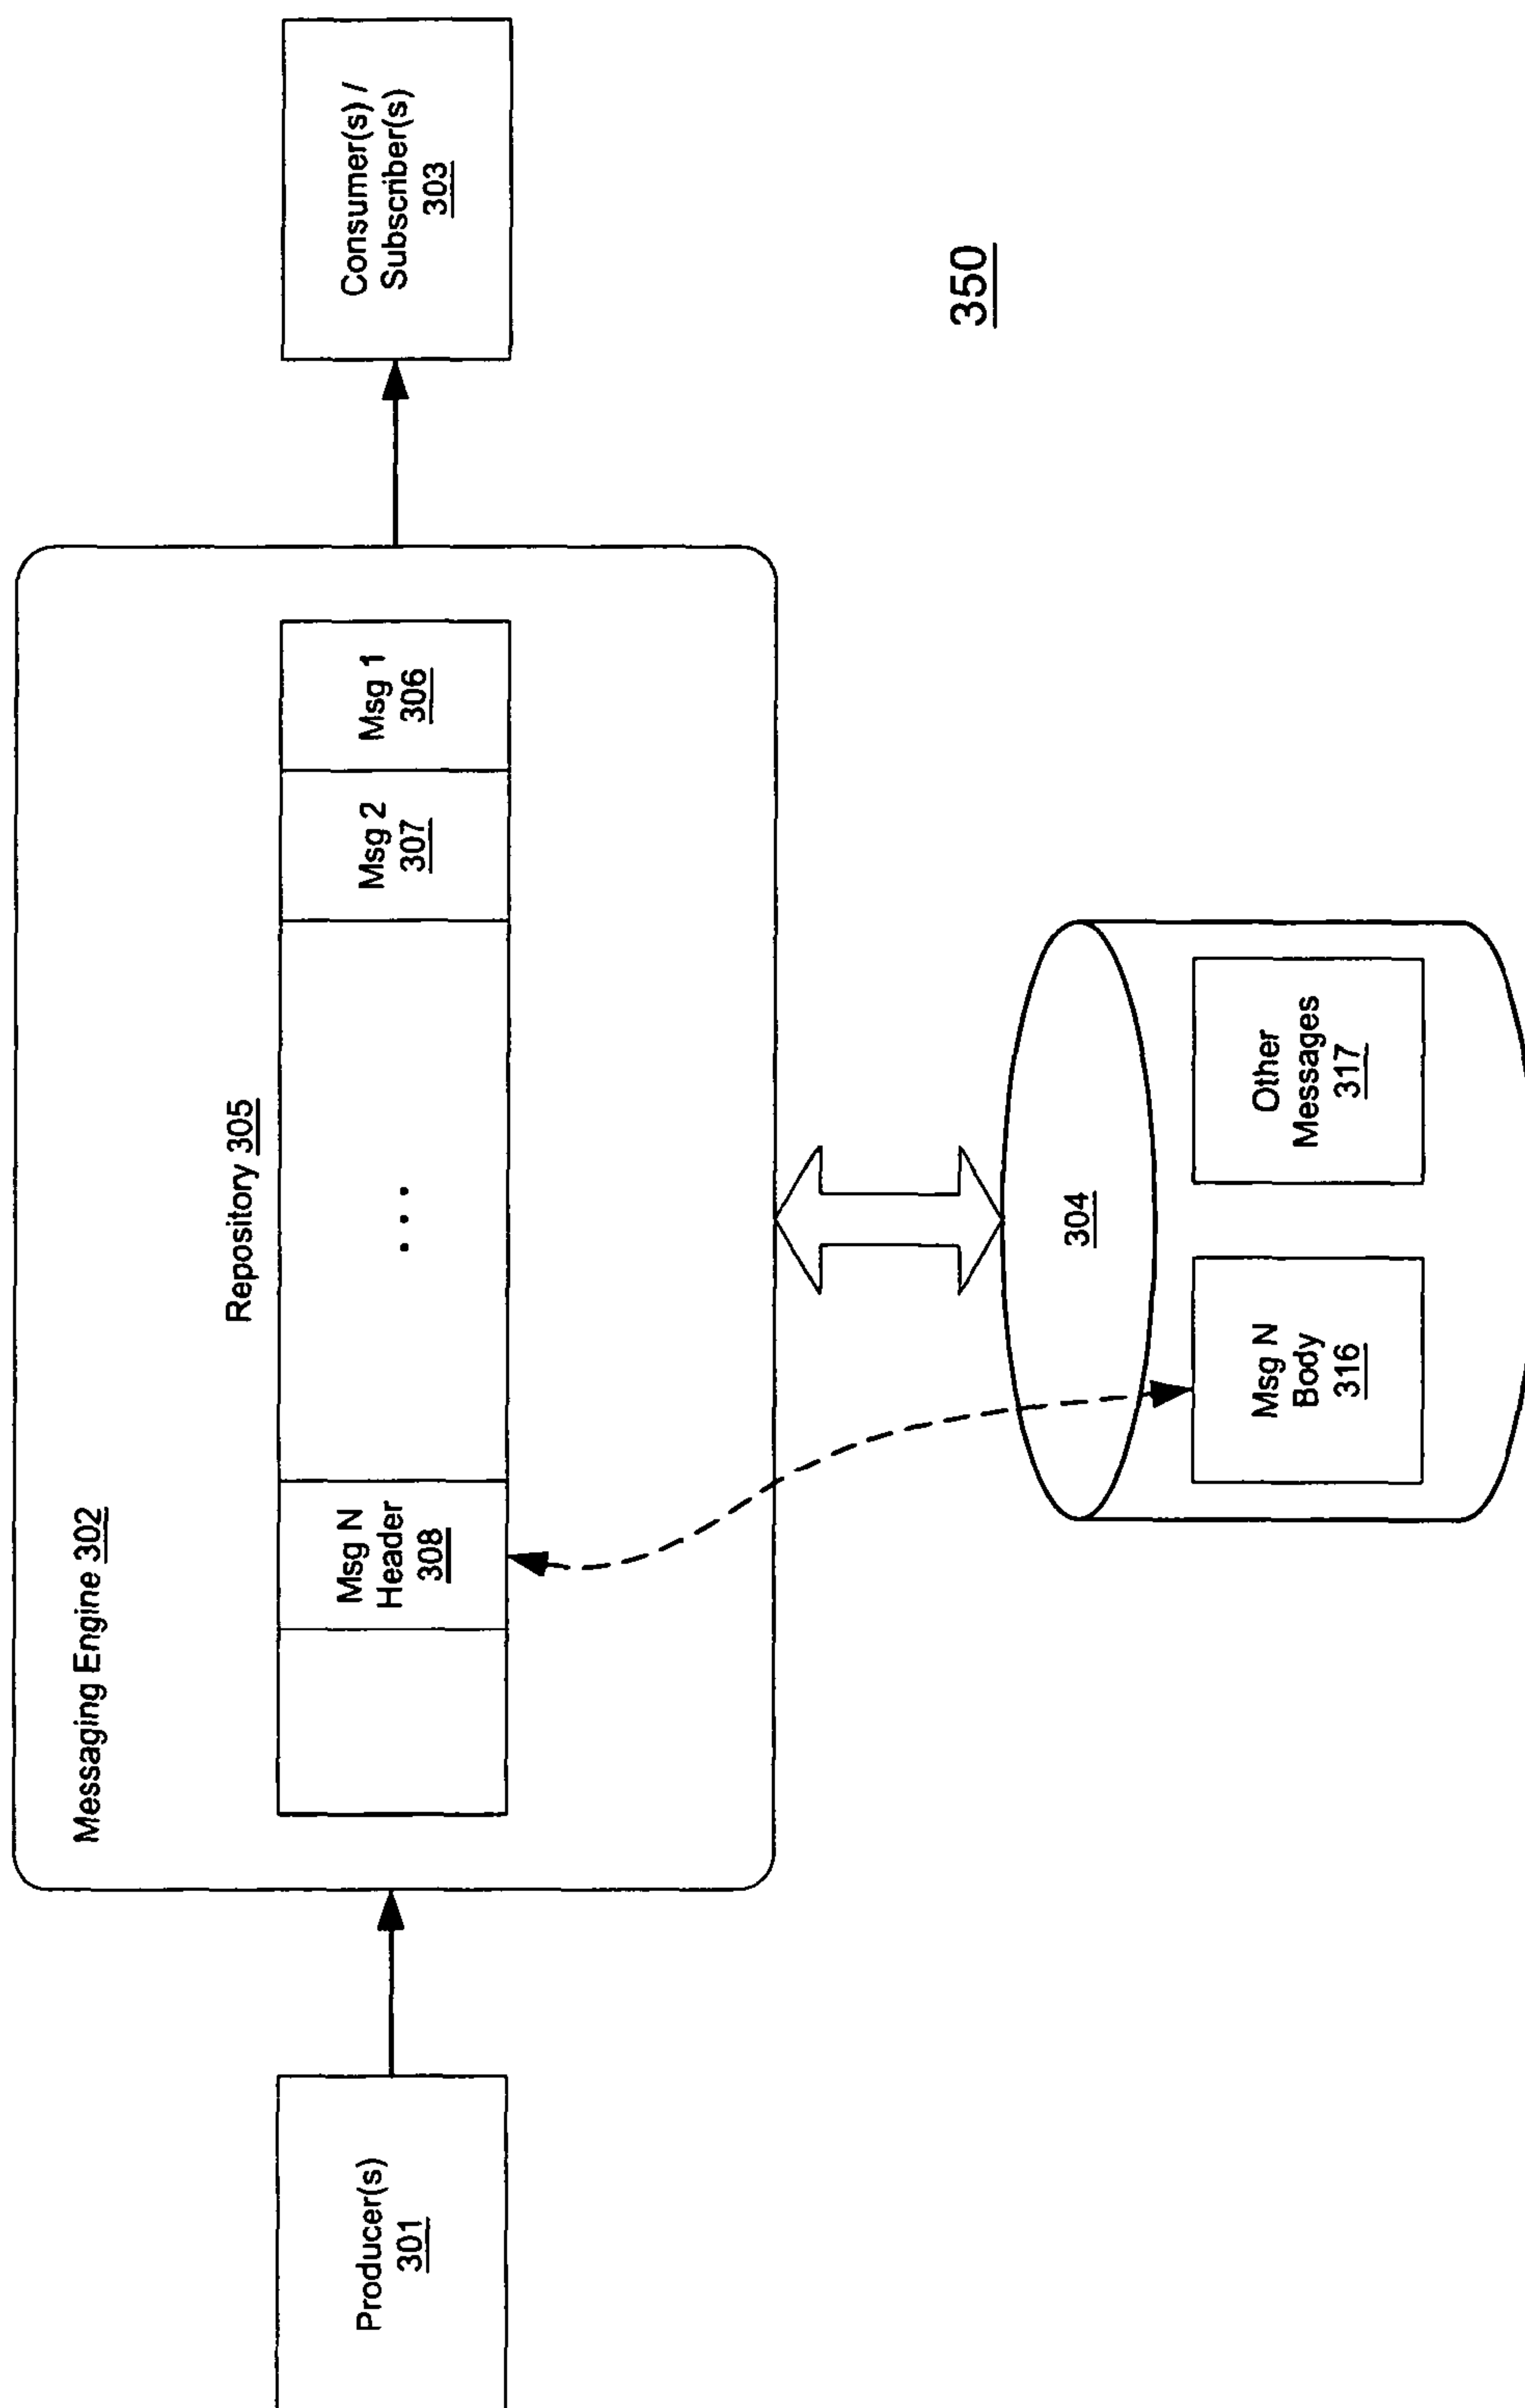 Messaging Engine 302
Repository 305
Producer(s)
301
Msg N
Header
308
. . .
Msg 2
307
Msg 1
306
Consumer(s) /
Subscriber(s)
303
304
Msg N
Body
316
Other
Messages
317
350